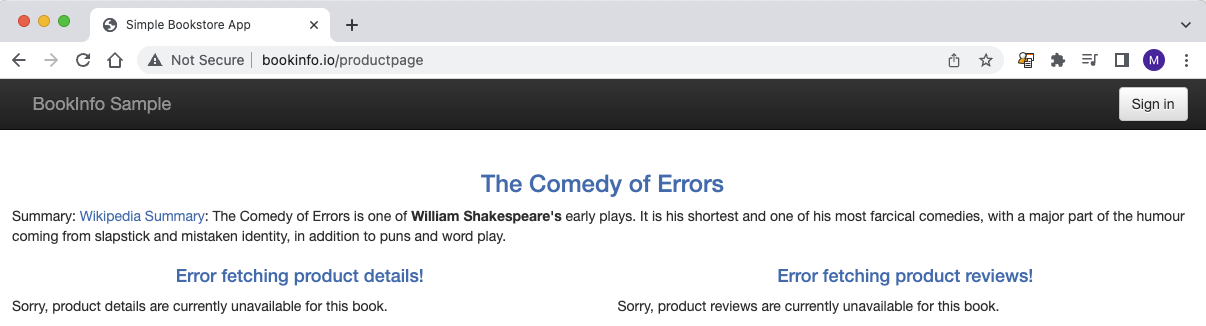 Simple Bookstore App
Not Secure bookinfo.io/productpage
M
BookInfo Sample
Sign in
The Comedy of Errors
Summary: Wikipedia Summary: The Comedy of Errors is one of William Shakespeare's early plays. It is his shortest and one of his most farcical comedies, with a major part of the humour
coming from slapstick and mistaken identity, in addition to puns and word play.
Error fetching product details!
Sorry, product details are currently unavailable for this book.
Error fetching product reviews!
Sorry, product reviews are currently unavailable for this book.